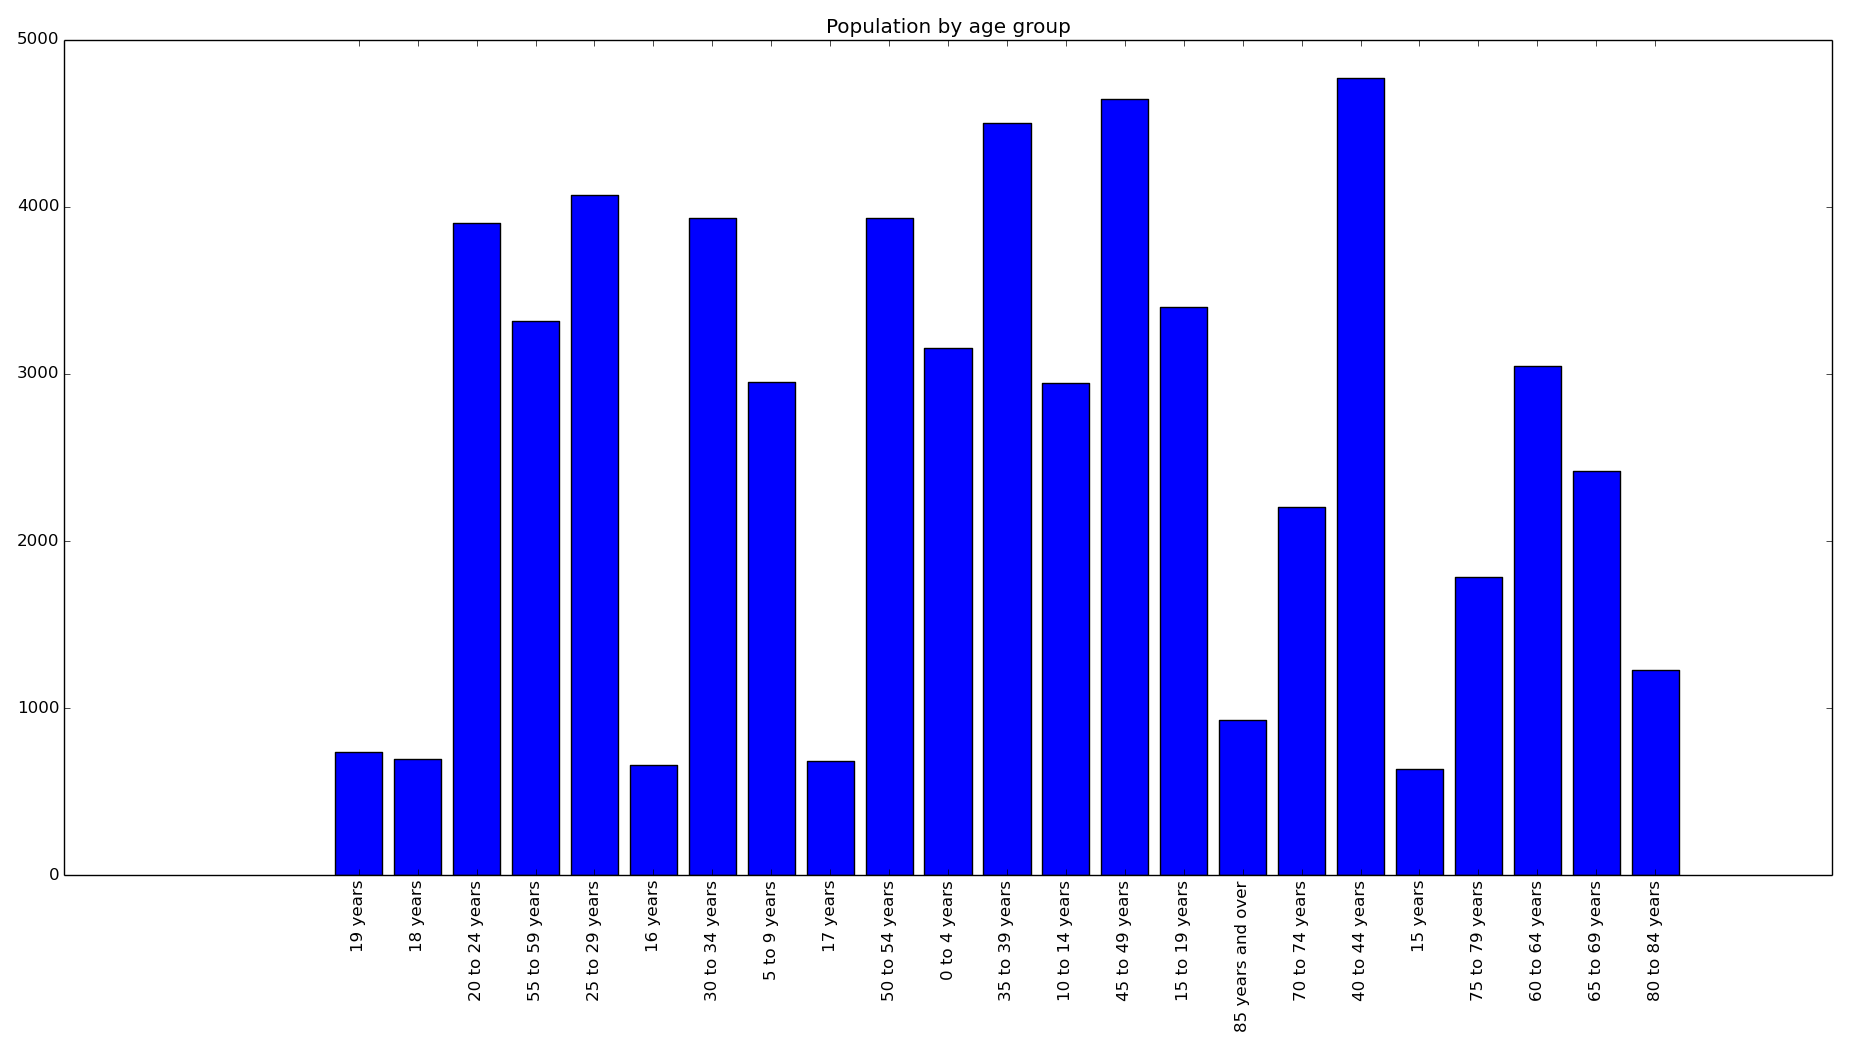 Population by age group
5000
4000
3000
2000
1000
0
19 years
18 years
20 to 24 years
55 to 59 years
25 to 29 years
16 years
30 to 34 years
5 to 9 years
17 years
50 to 54 years
0 to 4 years
35 to 39 years
10 to 14 years
45 to 49 years
15 to 19 years
85 years and over
70 to 74 years
40 to 44 years
15 years
75 to 79 years
60 to 64 years
65 to 69 years
80 to 84 years